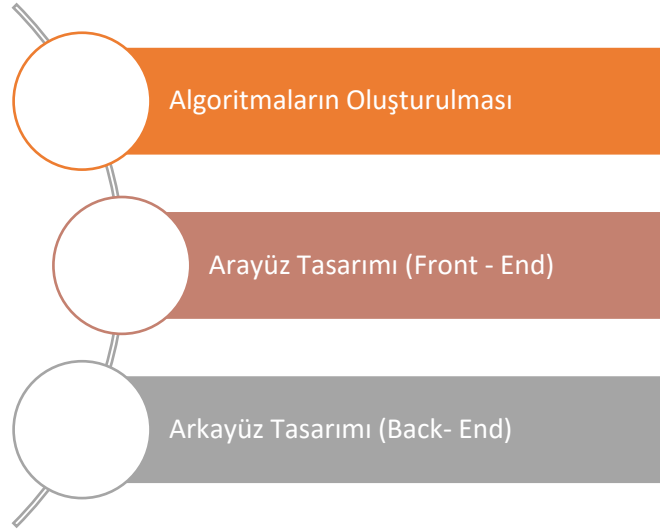 Algoritmaların Oluşturulması
Arayüz Tasarımı (Front - End)
Arkayüz Tasarımı (Back- End)